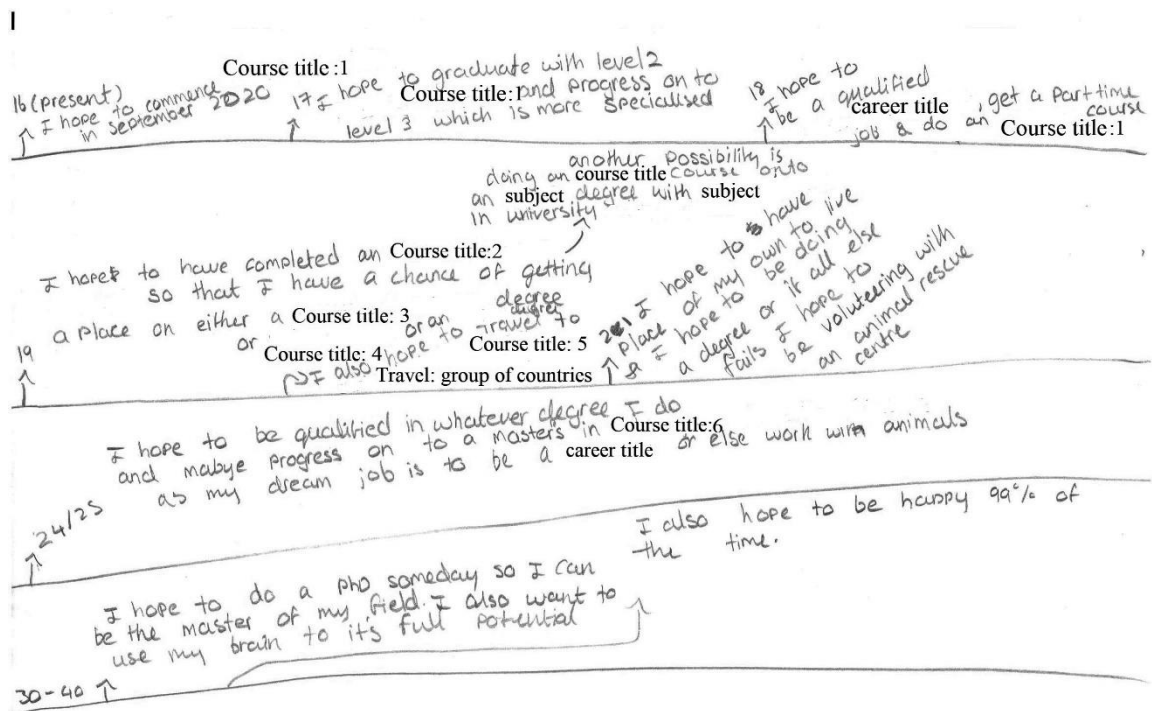 16 (present)
I hope to commence Course title :1
in September 2020
17 I hope to graduate with level 2
Course title:1 and progress on to
level 3 which is more specialised
18 I hope to
be a qualified
career title, get a part time
job & do an Course title:1 course
another possibility is
doing an course title course onto
an subject degree with subject
in university
19
I hope to have completed an Course title:2
so that I have a chance of getting
a place on either a Course title: 3 degree
or Course title: 4 or an degree Course title: 5
I also hope to travel to
Travel: group of countries
21 I hope to have
place of my own to live
& I hope to be doing
a degree or if all else
fails I hope to
be voluteering with
an animal rescue
centre
24/25
I hope to be qualified in whatever degree I do
and mabye progress on to a masters in Course title:6
as my dream job is to be a career title or else work with animals
30-40
I hope to do a phD someday so I can
be the master of my field. I also want to
use my brain to it's full potential
I also hope to be happy 99% of
the time.